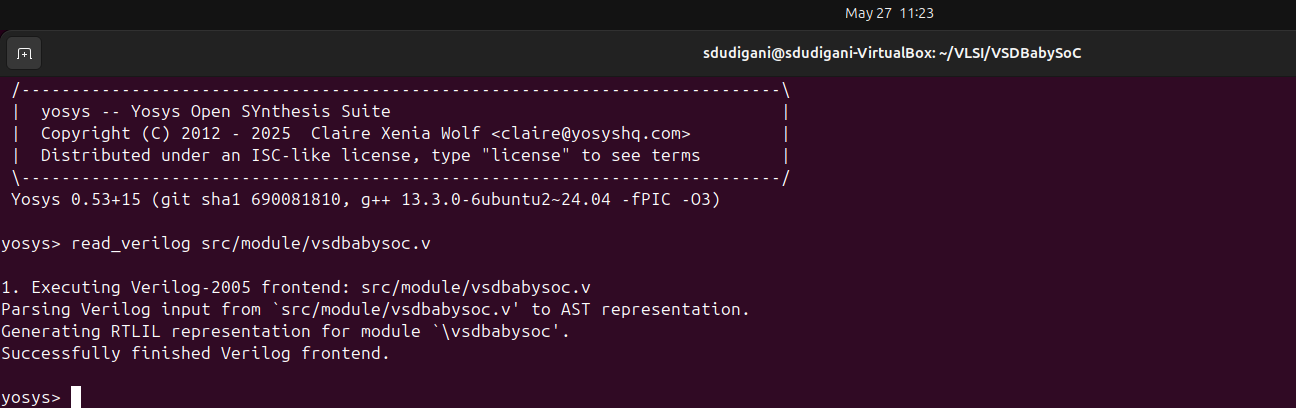 May 27 11:23
sdudigani@sdudigani-VirtualBox: ~/VLSI/VSDBabySoC
/----------------------------------------------------------------------------\
|  yosys -- Yosys Open SYnthesis Suite                                       |
|  Copyright (C) 2012 - 2025  Claire Xenia Wolf <claire@yosyshq.com>         |
|  Distributed under an ISC-like license, type "license" to see terms        |
\----------------------------------------------------------------------------/
Yosys 0.53+15 (git sha1 690081810, g++ 13.3.0-6ubuntu2~24.04 -fPIC -O3)
yosys> read_verilog src/module/vsdbabysoc.v
1. Executing Verilog-2005 frontend: src/module/vsdbabysoc.v
Parsing Verilog input from `src/module/vsdbabysoc.v' to AST representation.
Generating RTLIL representation for module `\vsdbabysoc'.
Successfully finished Verilog frontend.
yosys>